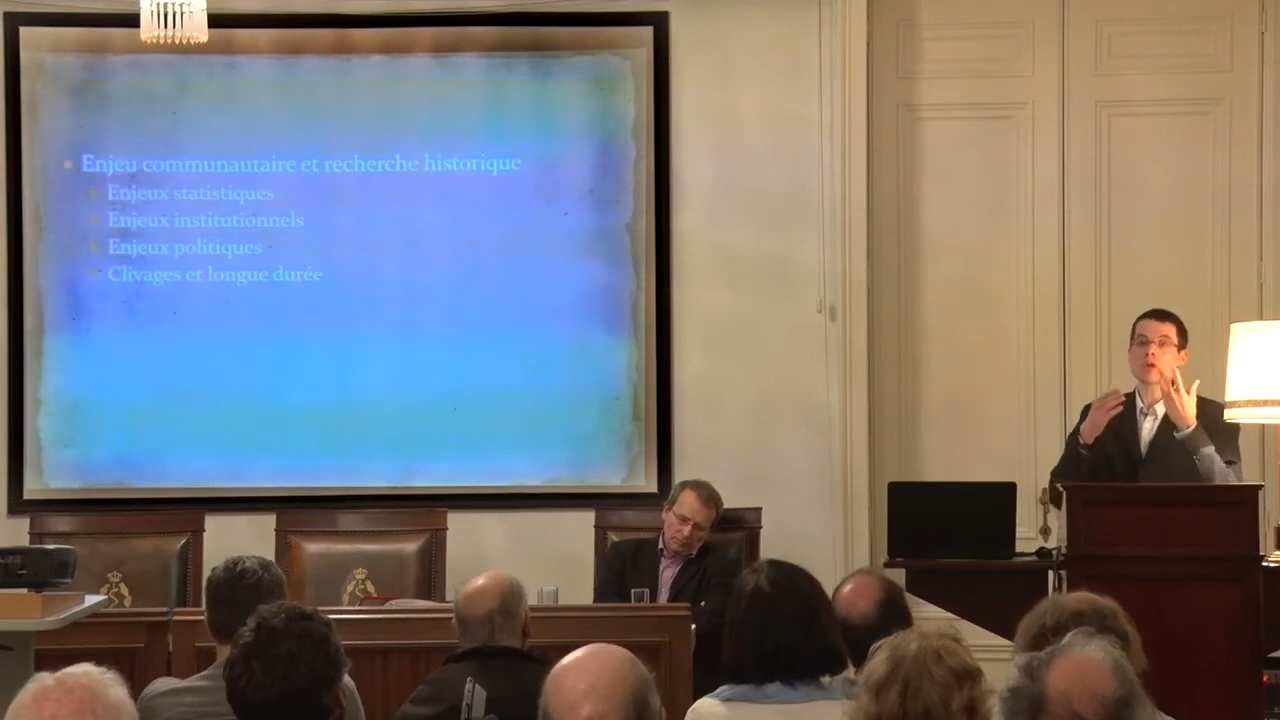 Enjeu communautaire et recherche historique
Enjeux statistiques
Enjeux institutionnels
Enjeux politiques
Clivages et longue durée